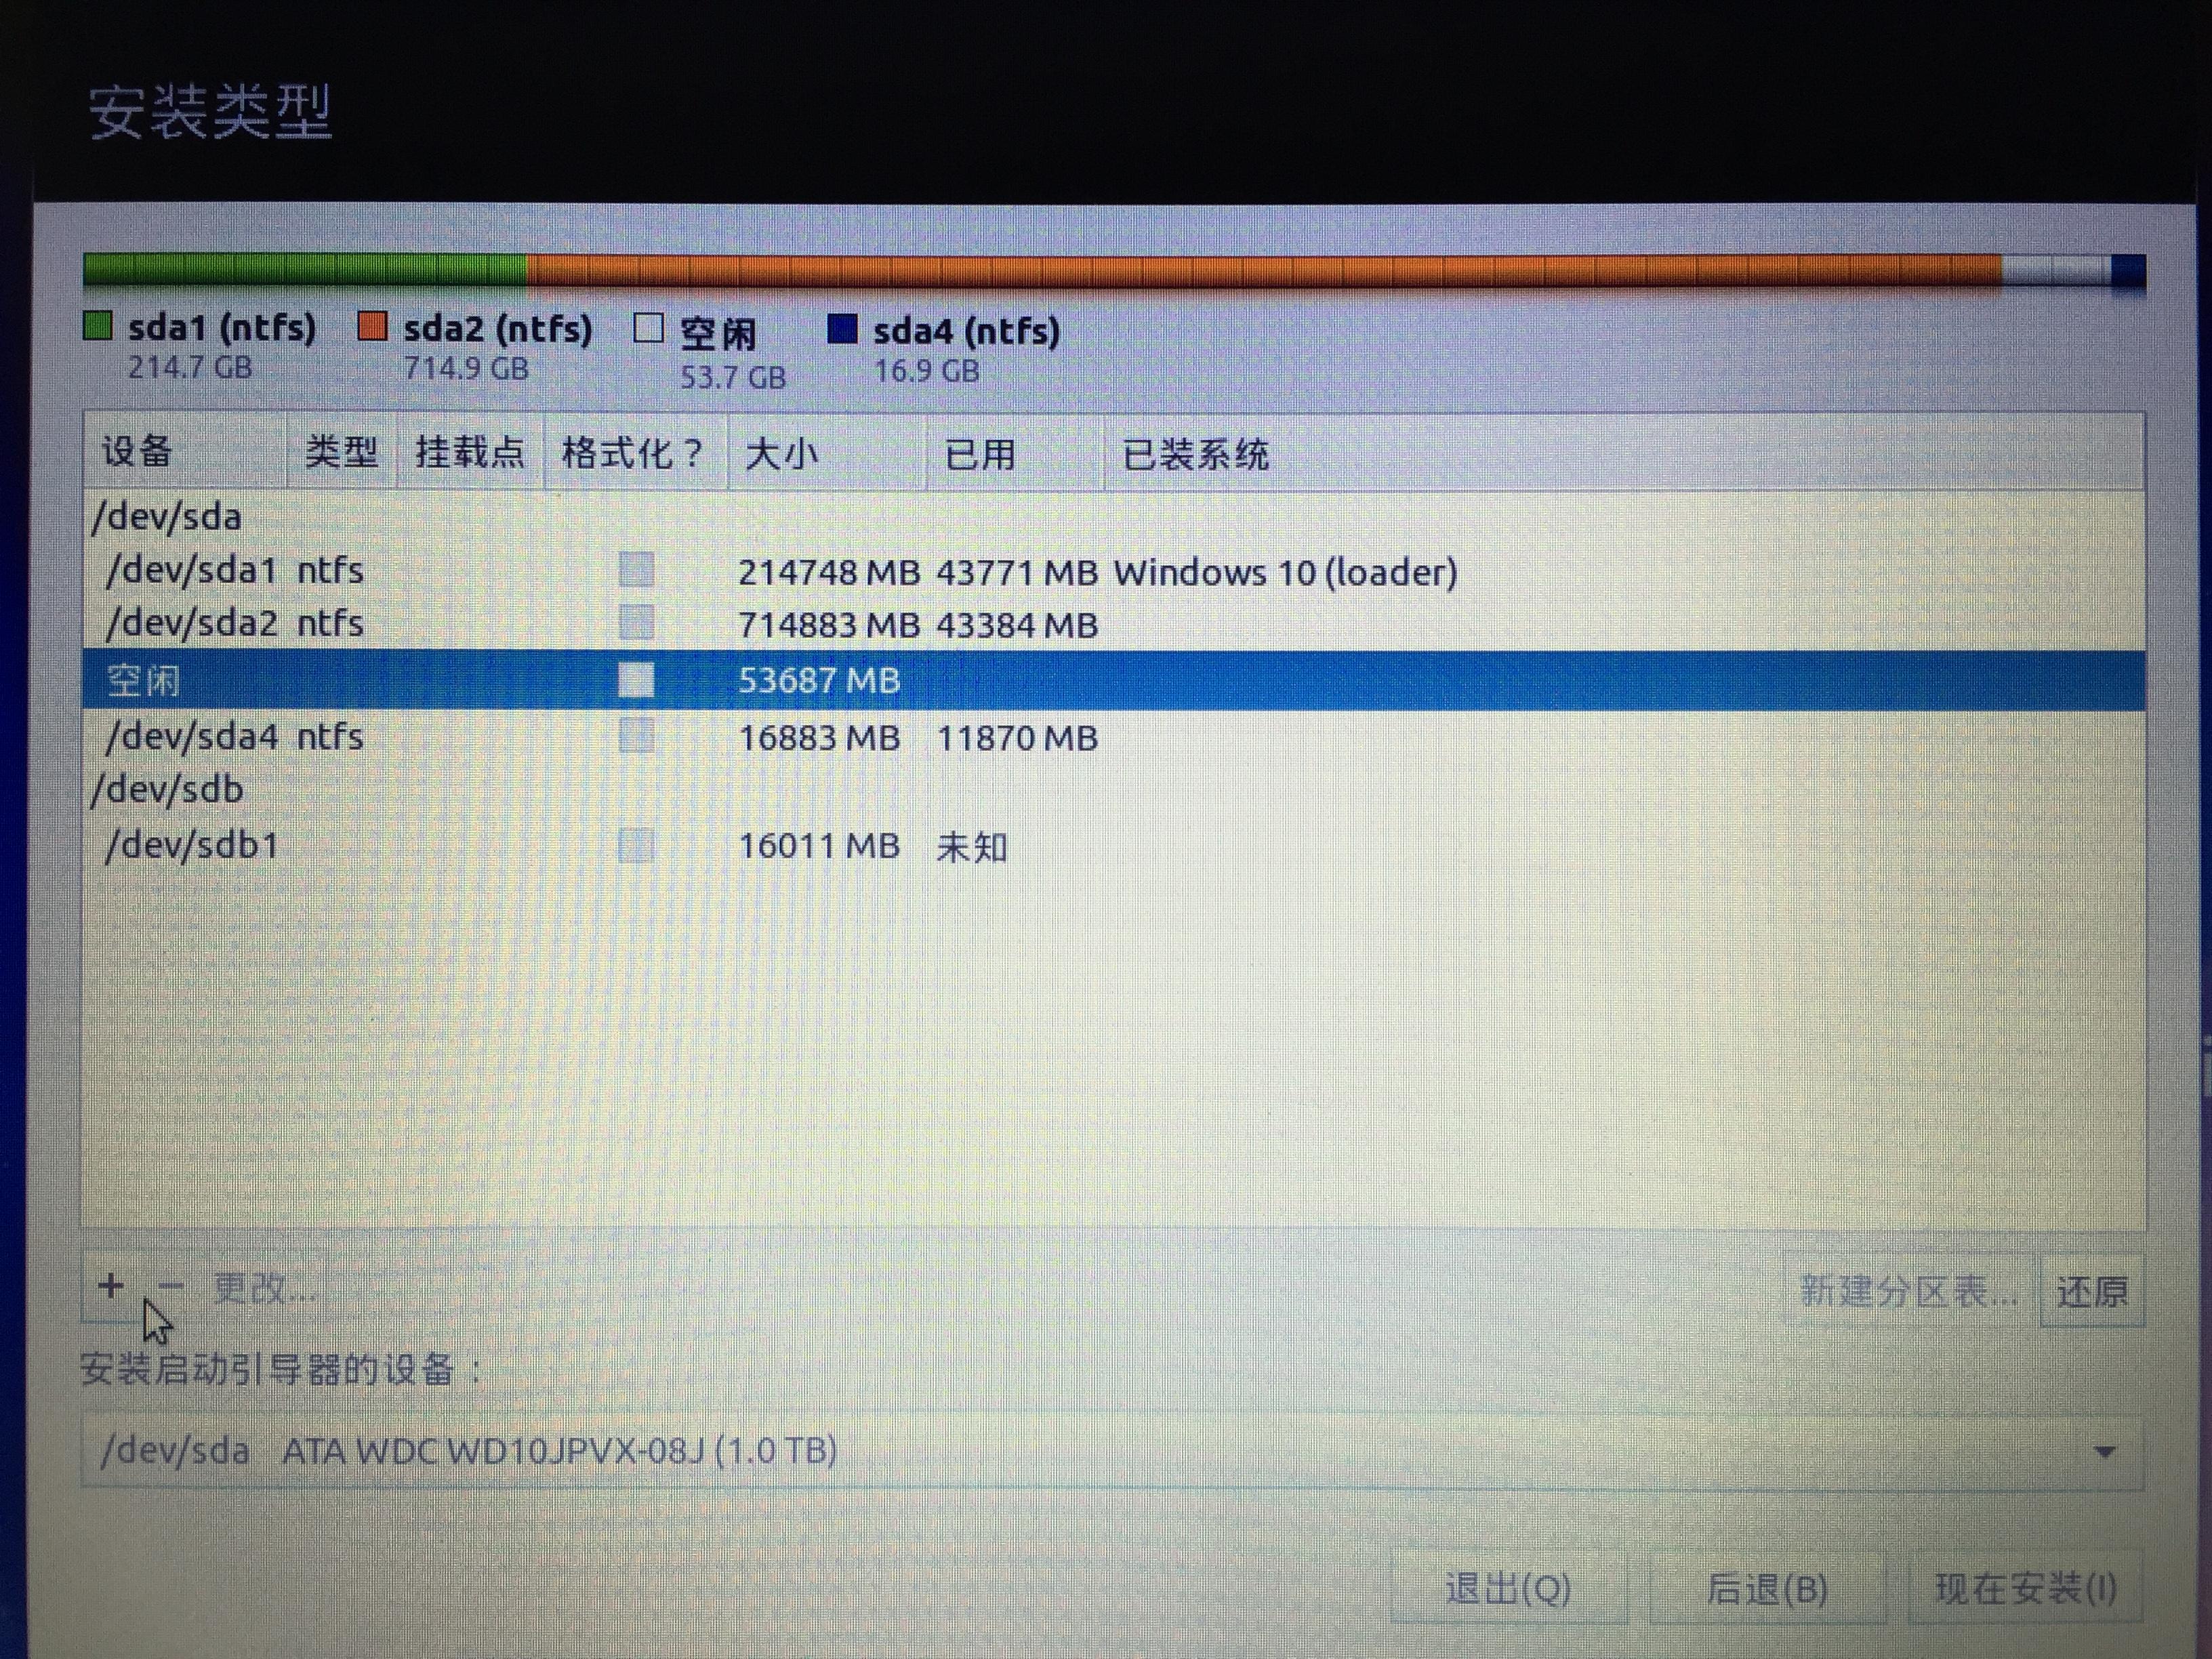 安装类型
sda1 (ntfs) sda2 (ntfs) 空闲 sda4 (ntfs)
214.7 GB 714.9 GB 53.7 GB 16.9 GB
设备 类型 挂载点 格式化？ 大小 已用 已装系统
/dev/sda
/dev/sda1 ntfs 214748 MB 43771 MB Windows 10 (loader)
/dev/sda2 ntfs 714883 MB 43384 MB
空闲 53687 MB
/dev/sda4 ntfs 16883 MB 11870 MB
/dev/sdb
/dev/sdb1 16011 MB 未知
+ − 更改... 新建分区表... 还原
安装启动引导器的设备：
/dev/sda ATA WDC WD10JPVX-08J (1.0 TB)
退出(Q) 后退(B) 现在安装(I)